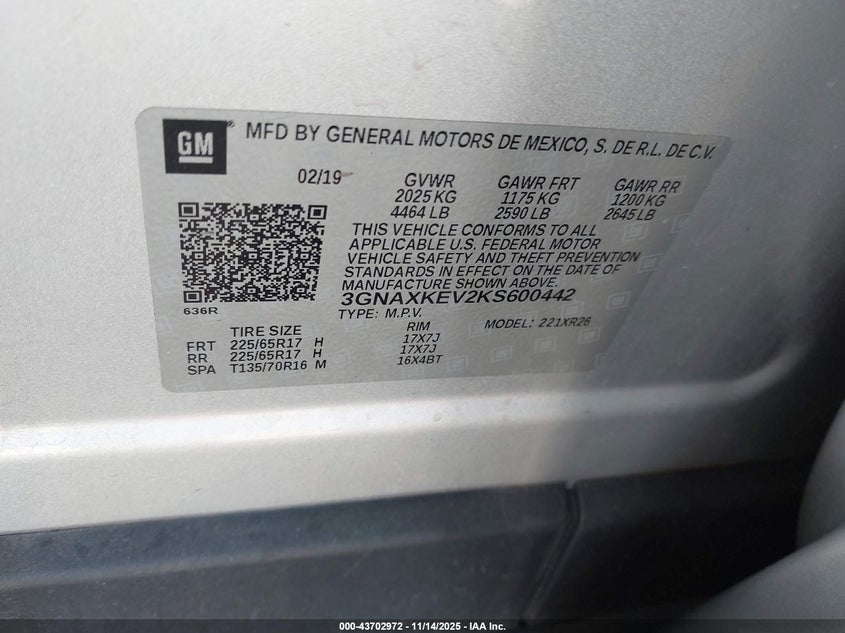 GM® MFD BY GENERAL MOTORS DE MEXICO, S. DE R.L. DE C.V.
02/19 GVWR GAWR FRT GAWR RR
2025 KG 1175 KG 1200 KG
4464 LB 2590 LB 2645 LB
THIS VEHICLE CONFORMS TO ALL
APPLICABLE U.S. FEDERAL MOTOR
VEHICLE SAFETY AND THEFT PREVENTION
STANDARDS IN EFFECT ON THE DATE OF
MANUFACTURE SHOWN ABOVE.
3GNAXKEV2KS600442
636R
TYPE: M.P.V. MODEL: 221XR26
TIRE SIZE RIM
FRT 225/65R17 H 17X7J
RR 225/65R17 H 17X7J
SPA T135/70R16 M 16X4BT
000-43702972 - 11/14/2025 - IAA Inc.